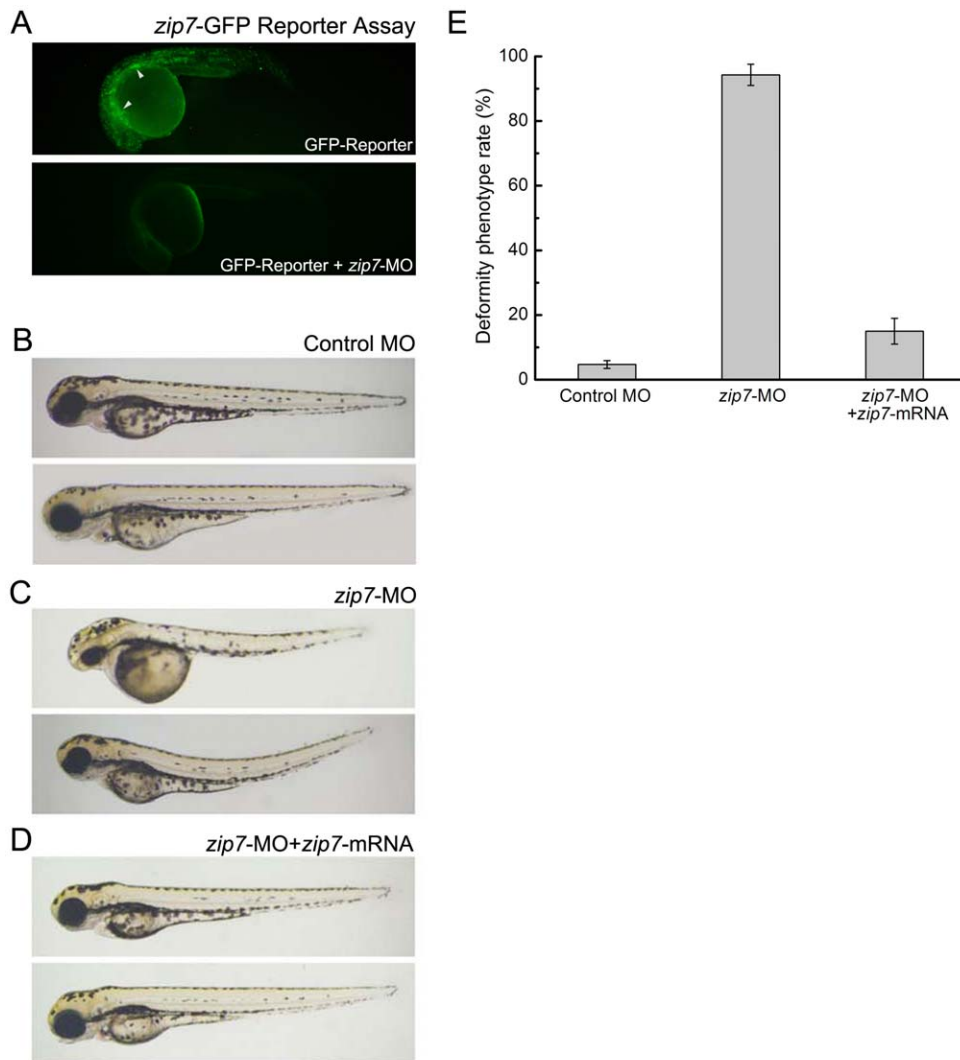 A
zip7-GFP Reporter Assay
GFP-Reporter
GFP-Reporter + zip7-MO
B
Control MO
C
zip7-MO
D
zip7-MO+zip7-mRNA
E
Deformity phenotype rate (%)
100
80
60
40
20
0
Control MO
zip7-MO
zip7-MO
+zip7-mRNA